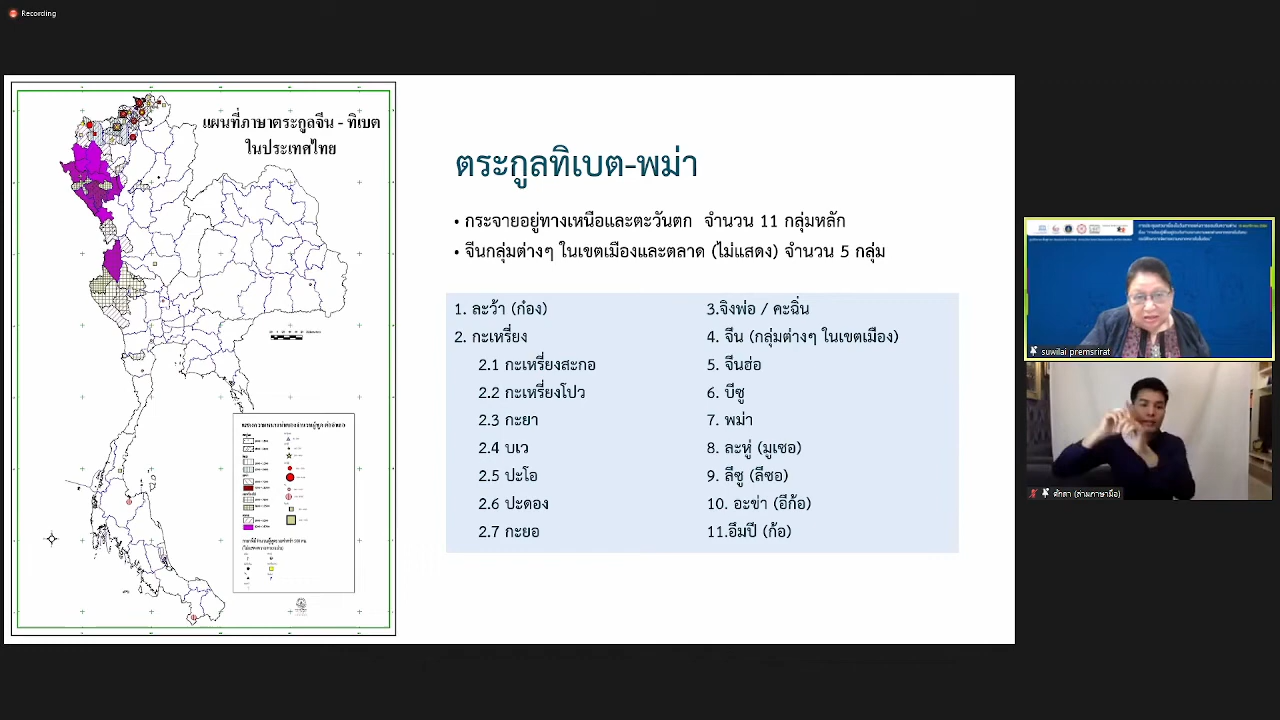 Recording
แผนที่ภาษาตระกูลจีน - ทิเบต
ในประเทศไทย
ตระกูลทิเบต-พม่า
• กระจายอยู่ทางเหนือและตะวันตก จำนวน 11 กลุ่มหลัก
• จีนกลุ่มต่างๆ ในเขตเมืองและตลาด (ไม่แสดง) จำนวน 5 กลุ่ม
1. ละว้า (ก๋อง)
2. กะเหรี่ยง
2.1 กะเหรี่ยงสะกอ
2.2 กะเหรี่ยงโปว
2.3 กะยา
2.4 บเว
2.5 ปะโอ
2.6 ปะดอง
2.7 กะยอ
3.จิงพ่อ / คะฉิ่น
4. จีน (กลุ่มต่างๆ ในเขตเมือง)
5. จีนฮ่อ
6. บีซู
7. พม่า
8. ละหู่ (มูเซอ)
9. ลีซู (ลีซอ)
10. อะข่า (อีก้อ)
11.อึมปี (ก้อ)
suwilai premsrirat
ศักดา (ล่ามภาษามือ)